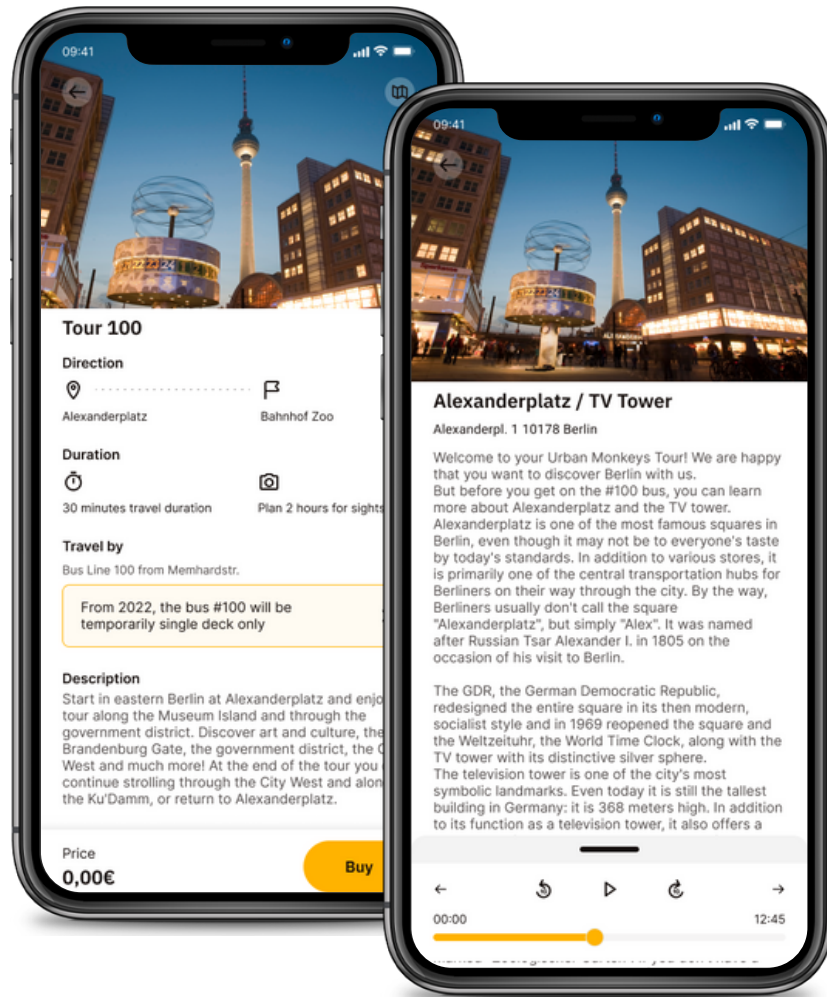 09:41
Tour 100
Direction
Alexanderplatz
Bahnhof Zoo
Duration
30 minutes travel duration
Plan 2 hours for sights
Travel by
Bus Line 100 from Memhardstr.
From 2022, the bus #100 will be
temporarily single deck only
Description
Start in eastern Berlin at Alexanderplatz and
tour along the Museum Island and through the
government district. Discover art and culture, the
Brandenburg Gate, the government district, the
West and much more! At the end of the tour you
continue strolling through the City West and
the Ku'Damm, or return to Alexanderplatz.
Price
0,00€
Buy
09:41
22 23 24
Alexanderplatz / TV Tower
Alexanderpl. 1 10178 Berlin
Welcome to your Urban Monkeys Tour! We are happy
that you want to discover Berlin with us.
But before you get on the #100 bus, you can learn
more about Alexanderplatz and the TV tower.
Alexanderplatz is one of the most famous squares in
Berlin, even though it may not be to everyone's taste
by today's standards. In addition to various stores, it
is primarily one of the central transportation hubs for
Berliners on their way through the city. By the way,
Berliners usually don't call the square
"Alexanderplatz", but simply "Alex". It was named
after Russian Tsar Alexander I. in 1805 on the
occasion of his visit to Berlin.
The GDR, the German Democratic Republic,
redesigned the entire square in its then modern,
socialist style and in 1969 reopened the square and
the Weltzeituhr, the World Time Clock, along with the
TV tower with its distinctive silver sphere.
The television tower is one of the city's most
symbolic landmarks. Even today it is still the tallest
building in Germany: it is 368 meters high. In addition
to its function as a television tower, it also offers a
10
10
00:00
12:45